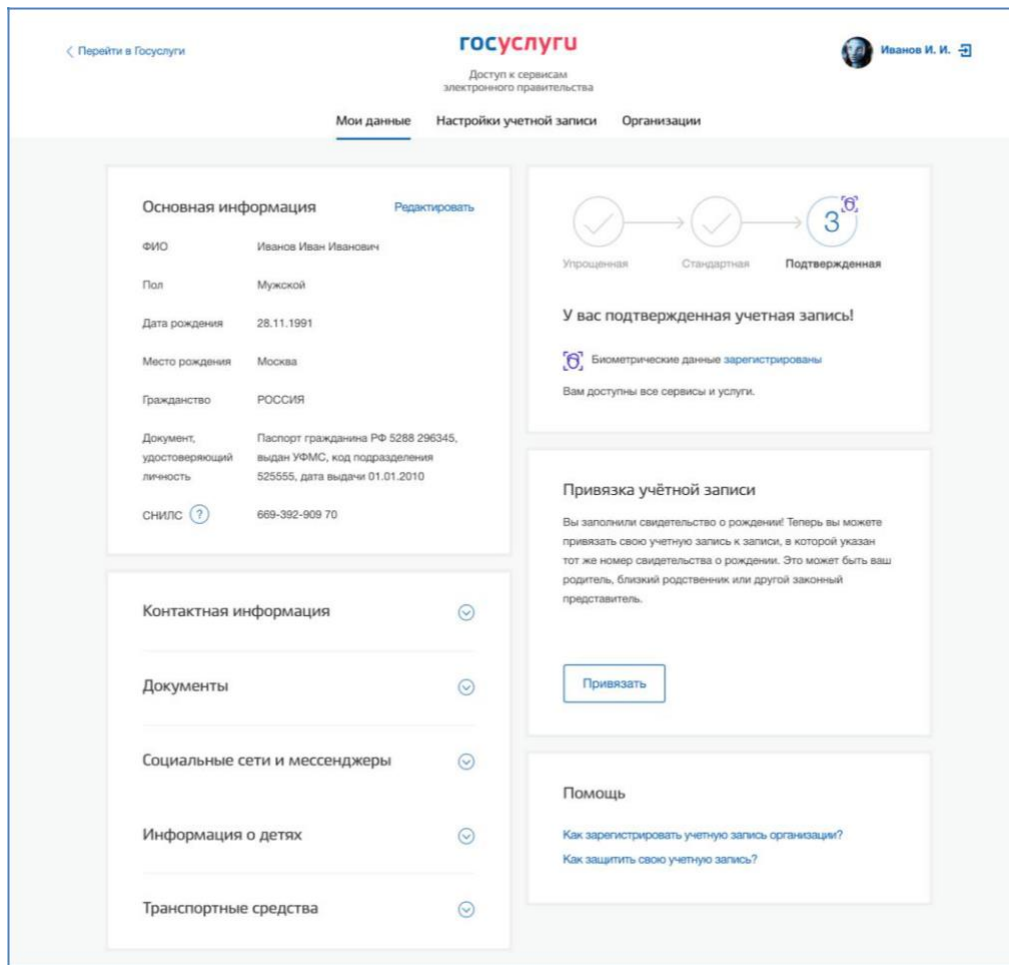 Перейти в Госуслуги
госуслуги
Иванов И. И.
Доступ к сервисам
электронного правительства
Мои данные Настройки учетной записи Организации
Основная информация Редактировать
ФИО Иванов Иван Иванович
Пол Мужской
Дата рождения 28.11.1991
Место рождения Москва
Гражданство РОССИЯ
Документ, Паспорт гражданина РФ 5288 296345,
удостоверяющий выдан УФМС, код подразделения
личность 525555, дата выдачи 01.01.2010
СНИЛС ? 669-392-909 70
Контактная информация
Документы
Социальные сети и мессенджеры
Информация о детях
Транспортные средства
3
Упрощенная Стандартная Подтвержденная
У вас подтвержденная учетная запись!
Биометрические данные зарегистрированы
Вам доступны все сервисы и услуги.
Привязка учётной записи
Вы заполнили свидетельство о рождении! Теперь вы можете
привязать свою учетную запись к записи, в которой указан
тот же номер свидетельства о рождении. Это может быть ваш
родитель, близкий родственник или другой законный
представитель.
Привязать
Помощь
Как зарегистрировать учетную запись организации?
Как защитить свою учетную запись?